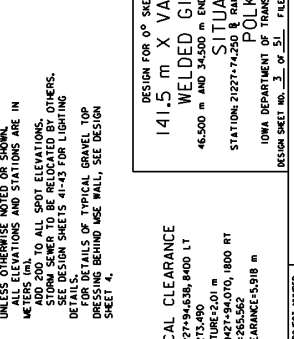 UNLESS OTHERWISE NOTED OR SHOWN.
ALL ELEVATIONS AND STATIONS ARE IN
METERS (m).
ADD 200 TO ALL SPOT ELEVATIONS.
STORM SEWER TO BE RELOCATED BY OTHERS.
SEE DESIGN SHEETS 41-43 FOR LIGHTING
DETAILS.
FOR DETAILS OF TYPICAL GRAVEL TOP
DRESSING BEHIND MSE WALL, SEE DESIGN
SHEET 4.
CAL CLEARANCE
27+94.638, 8400 LT
273.490
TURE=2.01 m
0427+94.070, 1800 RT
=265.562
EARANCE=5.918 m
DESIGN FOR 0° SKE
141.5 m X VA
WELDED GI
46.500 m AND 34.500 m END
SITUA
STATION: 21227+74.250
POLK
IOWA DEPARTMENT OF TRANS
DESIGN SHEET NO. 3 OF 51 FILE